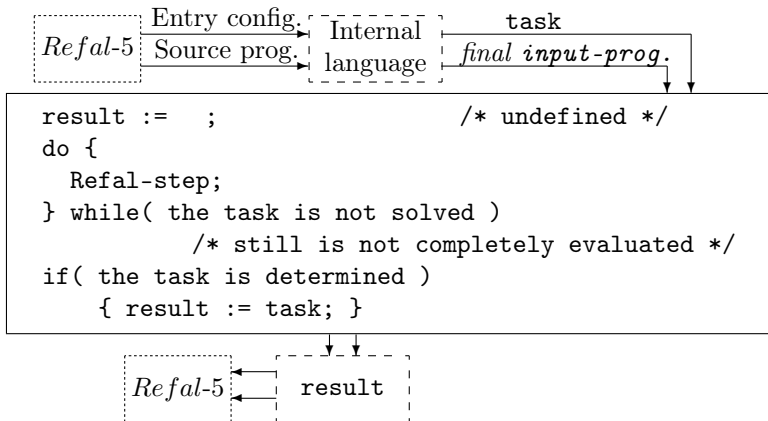 Entry config. Internal task
Refal-5
Source prog. language final input-prog.
result := ; /* undefined */
do {
Refal-step;
} while( the task is not solved )
/* still is not completely evaluated */
if( the task is determined )
{ result := task; }
Refal-5 result